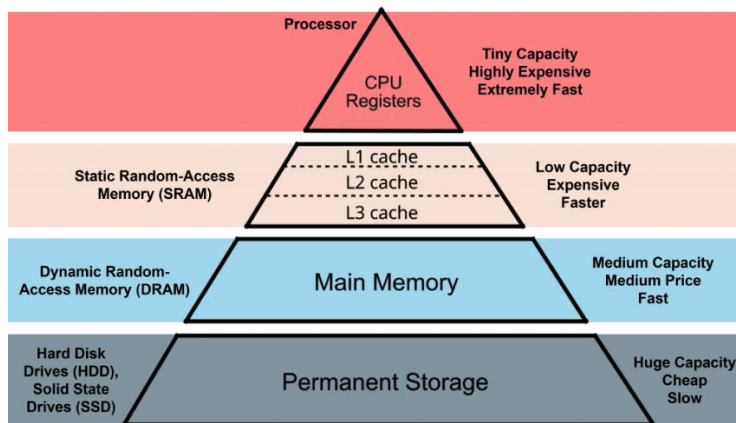 Processor
CPU
Registers
Tiny Capacity
Highly Expensive
Extremely Fast
Static Random-Access
Memory (SRAM)
L1 cache
L2 cache
L3 cache
Low Capacity
Expensive
Faster
Dynamic Random-
Access Memory (DRAM)
Main Memory
Medium Capacity
Medium Price
Fast
Hard Disk
Drives (HDD),
Solid State
Drives (SSD)
Permanent Storage
Huge Capacity
Cheap
Slow